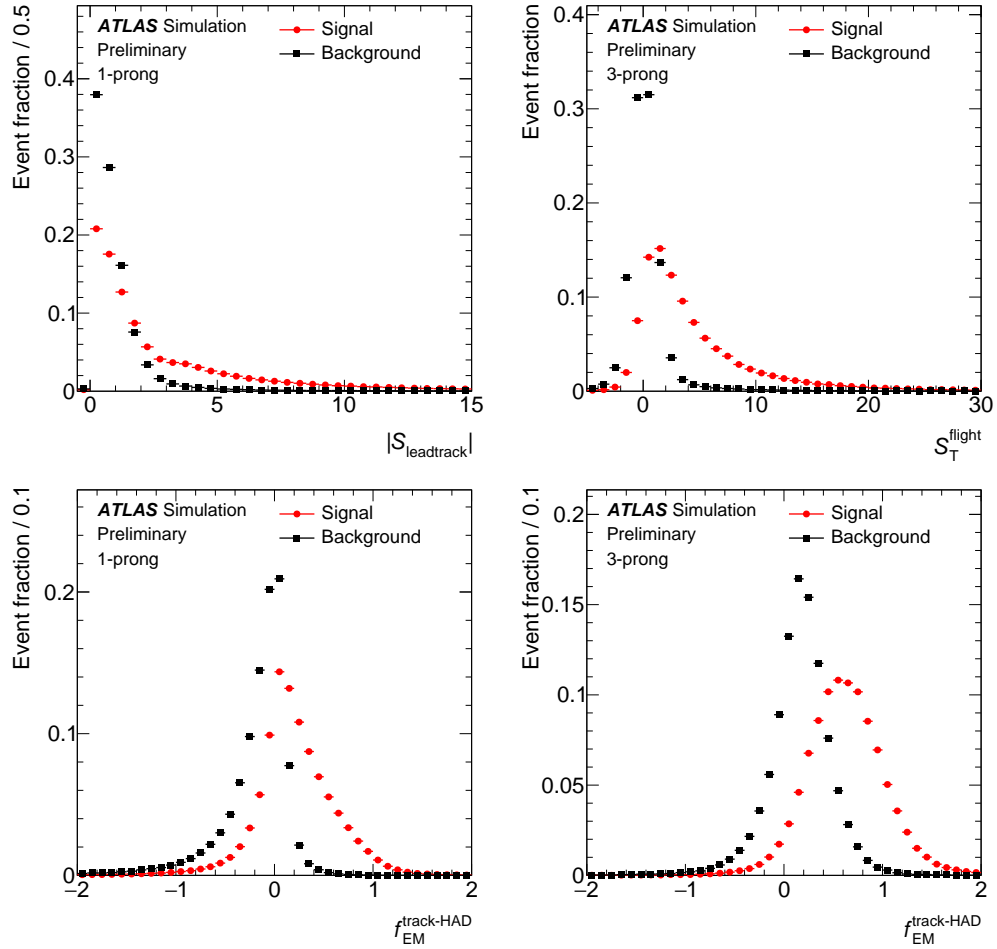 Event fraction / 0.5
ATLAS Simulation
Preliminary
1-prong
Signal
Background
0.4
0.3
0.2
0.1
0
0 5 10 15
|S_leadtrack|
Event fraction
ATLAS Simulation
Preliminary
3-prong
Signal
Background
0.4
0.3
0.2
0.1
0
0 10 20 30
S_T^flight
Event fraction / 0.1
ATLAS Simulation
Preliminary
1-prong
Signal
Background
0.2
0.1
0
−2 −1 0 1 2
f_EM^track-HAD
Event fraction / 0.1
ATLAS Simulation
Preliminary
3-prong
Signal
Background
0.2
0.15
0.1
0.05
0
−2 −1 0 1 2
f_EM^track-HAD